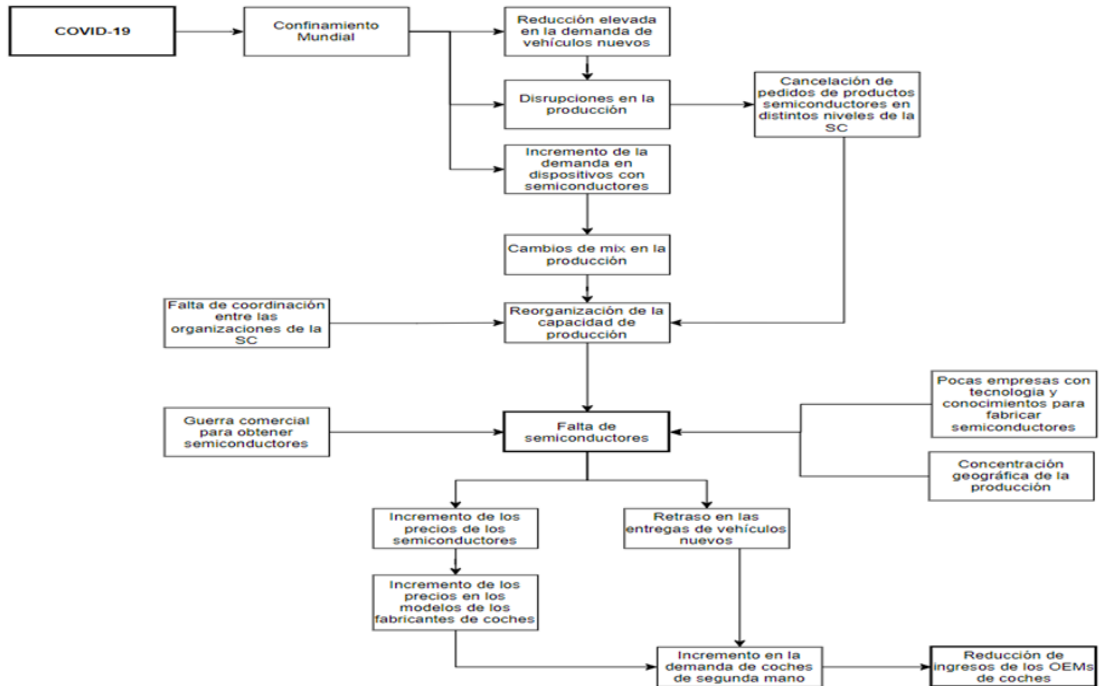 COVID-19
Confinamiento
Mundial
Reducción elevada
en la demanda de
vehículos nuevos
Disrupciones en la
producción
Cancelación de
pedidos de productos
semiconductores en
distintos niveles de la
SC
Incremento de la
demanda en
dispositivos con
semiconductores
Cambios de mix en la
producción
Falta de coordinación
entre las
organizaciones de la
SC
Reorganización de la
capacidad de
producción
Pocas empresas con
tecnología y
conocimientos para
fabricar
semiconductores
Guerra comercial
para obtener
semiconductores
Falta de
semiconductores
Concentración
geográfica de la
producción
Incremento de los
precios de los
semiconductores
Retraso en las
entregas de vehículos
nuevos
Incremento de los
precios en los
modelos de los
fabricantes de coches
Incremento en la
demanda de coches
de segunda mano
Reducción de
ingresos de los OEMs
de coches